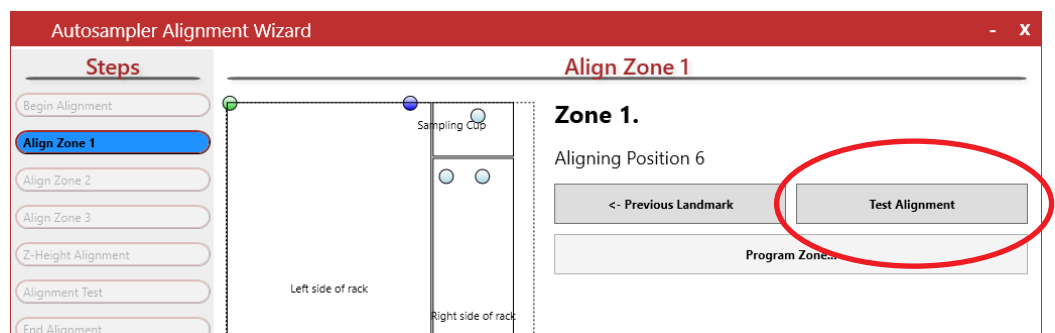 Autosampler Alignment Wizard
- X
Steps
Align Zone 1
Begin Alignment
Align Zone 1
Align Zone 2
Align Zone 3
Z-Height Alignment
Alignment Test
End Alignment
Sampling Cup
Left side of rack
Right side of rack
Zone 1.
Aligning Position 6
<- Previous Landmark
Test Alignment
Program Zone...